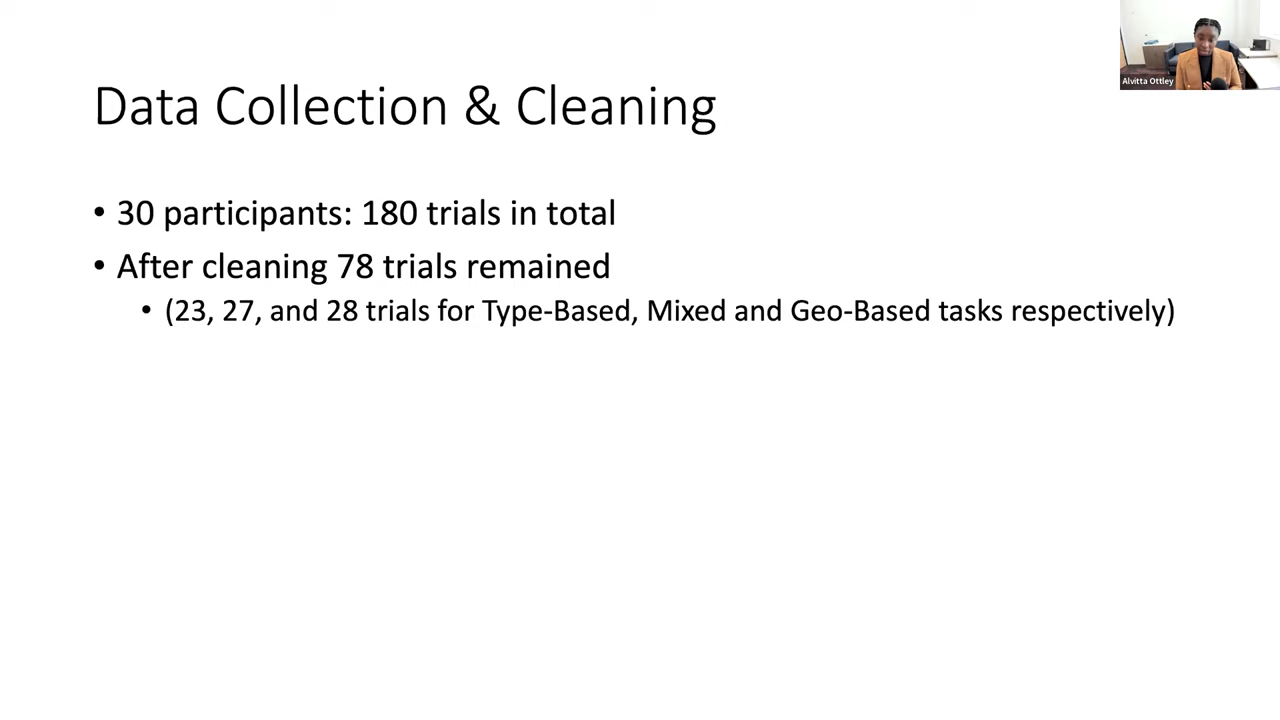 Alvitta Ottley
Data Collection & Cleaning
• 30 participants: 180 trials in total
• After cleaning 78 trials remained
• (23, 27, and 28 trials for Type-Based, Mixed and Geo-Based tasks respectively)